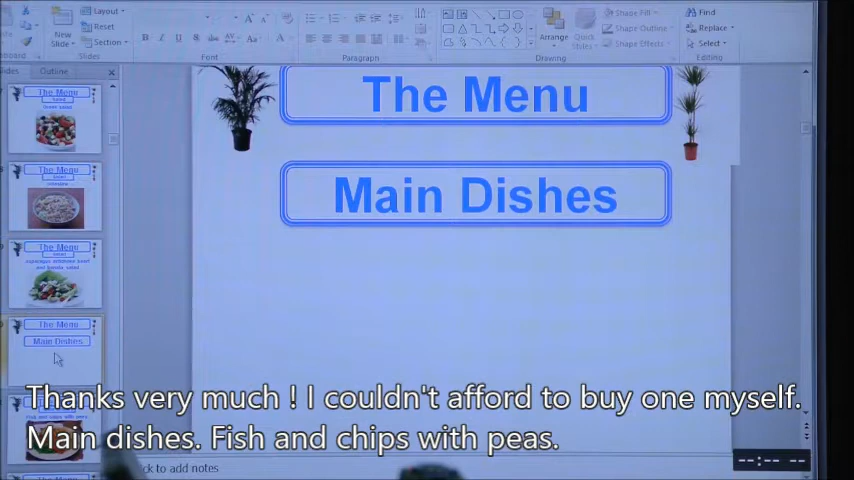 Layout
Reset
New
Slide
Section
Slides
Font
Paragraph
Arrange
Quick
Styles
Shape Fill
Shape Outline
Shape Effects
Drawing
Find
Replace
Select
Editing
Outline
The Menu
Main Dishes
The Menu
The Menu
The Menu
The Menu
Main Dishes
Thanks very much ! I couldn't afford to buy one myself.
Main dishes. Fish and chips with peas.
to add notes
--:-- --